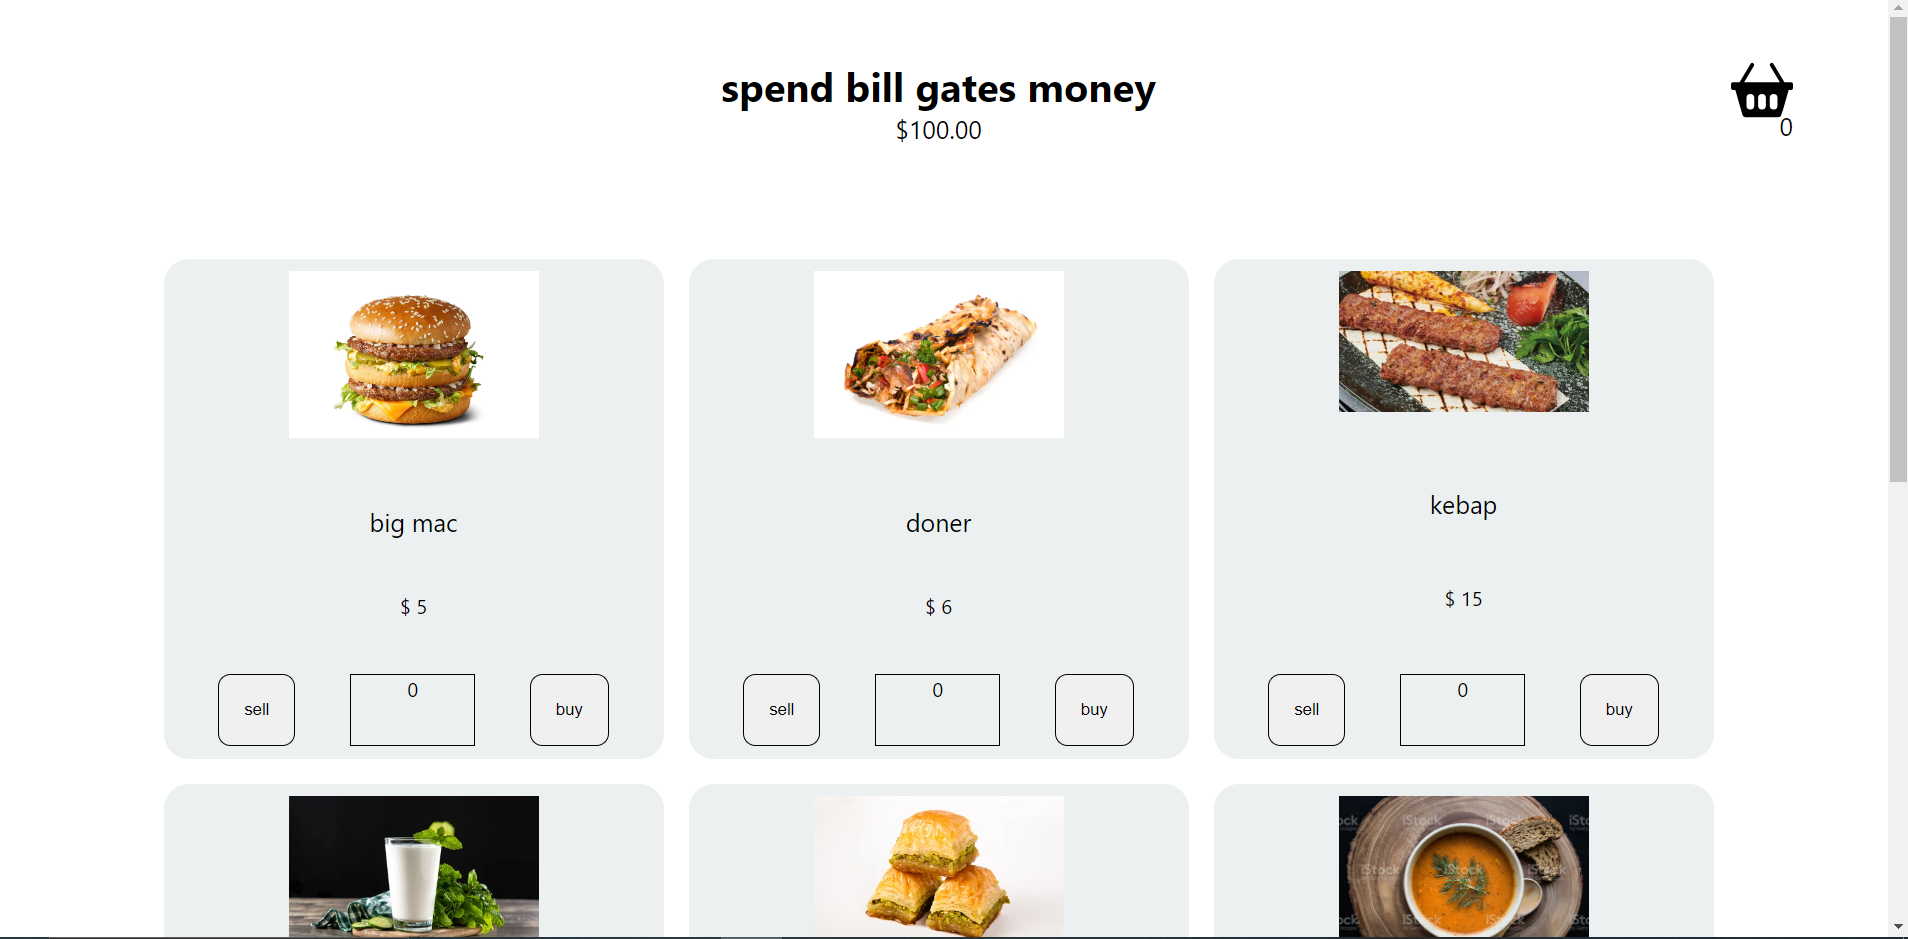 spend bill gates money
$100.00
0
big mac
doner
kebap
$ 5
$ 6
$ 15
sell
0
buy
sell
0
buy
sell
0
buy
iStock
iStock
iStock
iStock
iStock
iStock